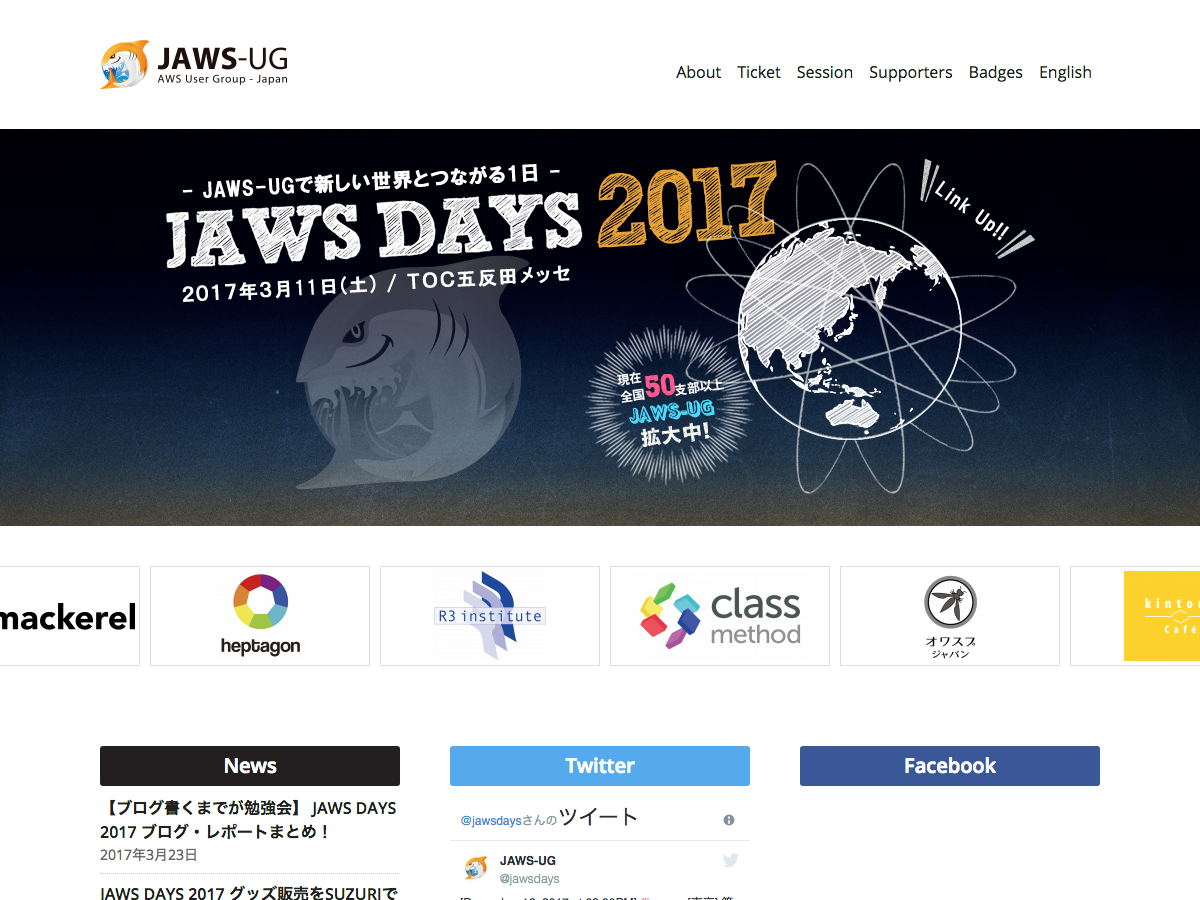 JAWS-UG
AWS User Group - Japan
About Ticket Session Supporters Badges English
- JAWS-UGで新しい世界とつながる1日 -
JAWS DAYS 2017
2017年3月11日(土) / TOC五反田メッセ
Link Up!!
現在
全国50支部以上
JAWS-UG
拡大中!
mackerel
heptagon
R3 institute
class
method
オワスプ
ジャパン
Café
News
【ブログ書くまでが勉強会】 JAWS DAYS
2017 ブログ・レポートまとめ！
2017年3月23日
JAWS DAYS 2017 グッズ販売をSUZURIで
Twitter
@jawsdaysさんのツイート
JAWS-UG
@jawsdays
Facebook